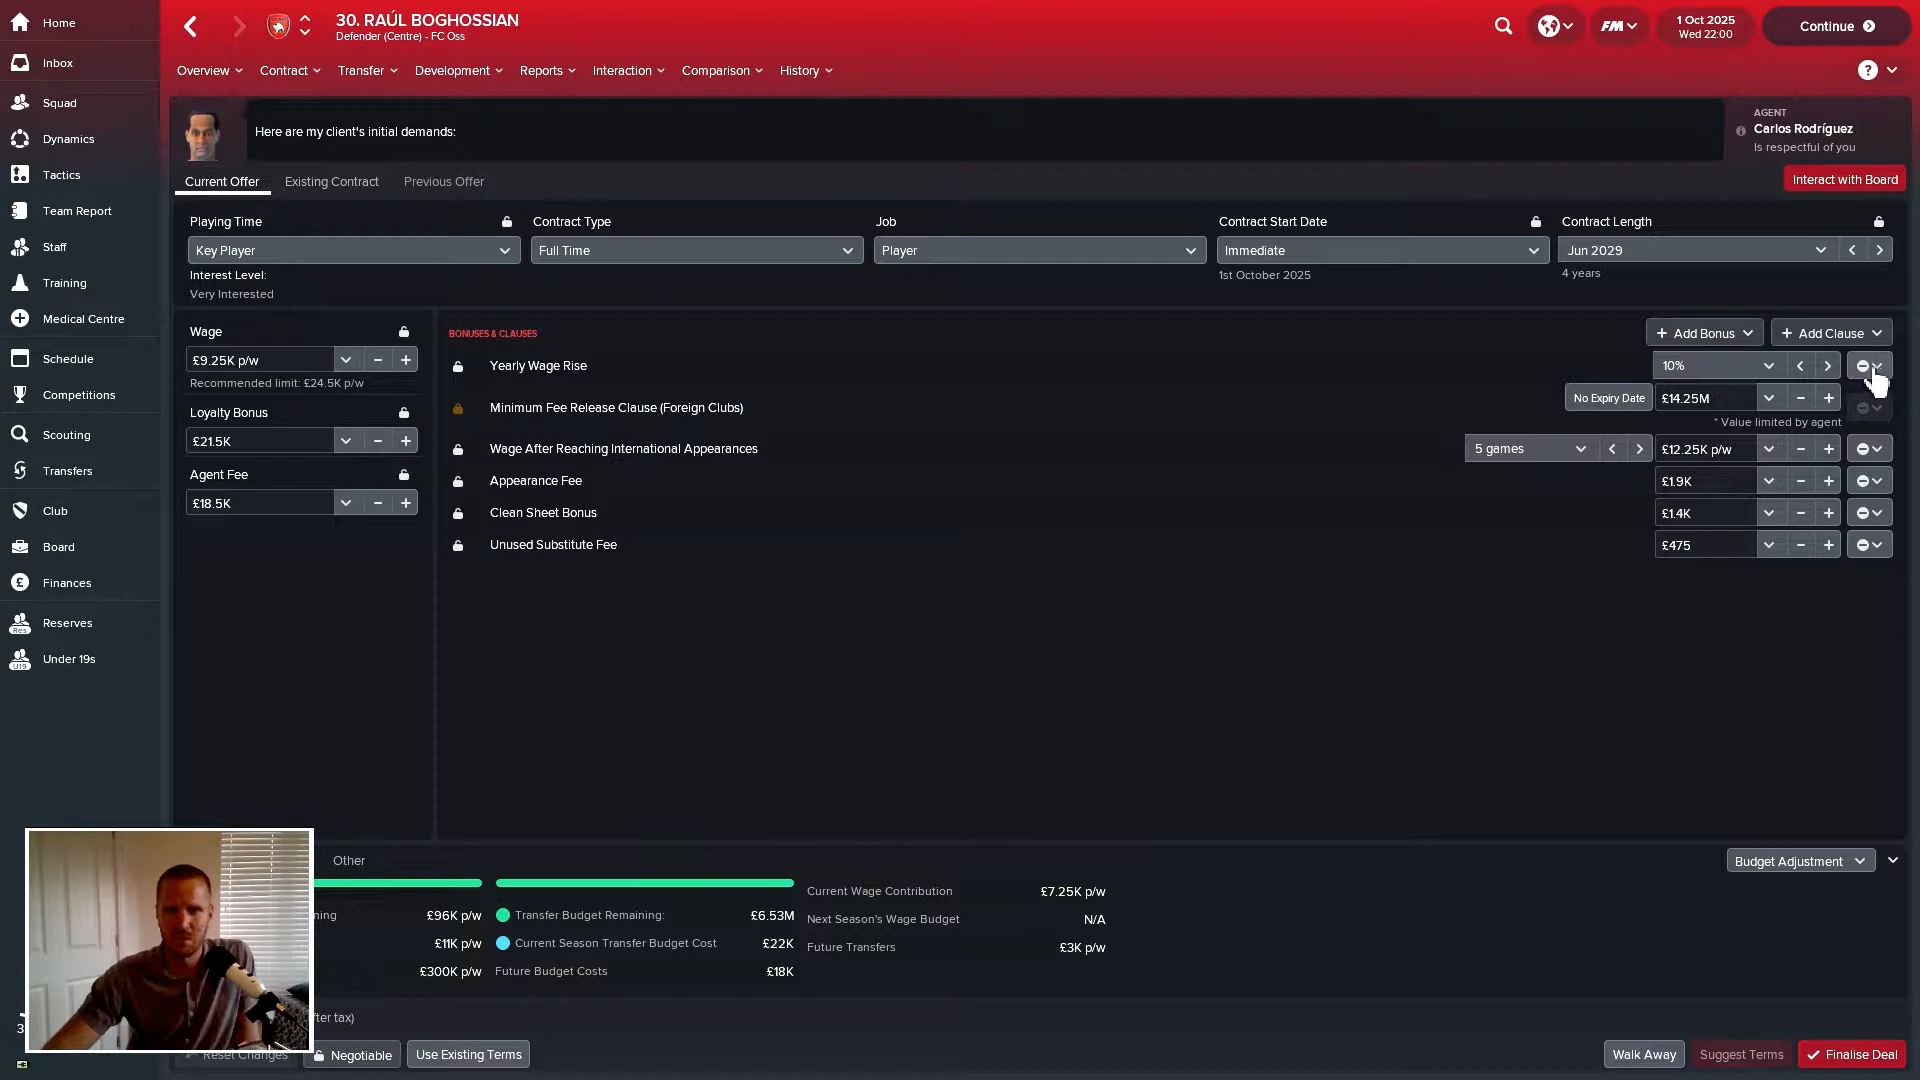 Home
Inbox
Squad
Dynamics
Tactics
Team Report
Staff
Training
Medical Centre
Schedule
Competitions
Scouting
Transfers
Club
Board
Finances
Res
Reserves
U19
Under 19s
30. RAÚL BOGHOSSIAN
Defender (Centre) - FC Oss
FM
1 Oct 2025
Wed 22:00
Continue
Overview
Contract
Transfer
Development
Reports
Interaction
Comparison
History
?
Here are my client's initial demands:
AGENT
Carlos Rodríguez
Is respectful of you
Current Offer
Existing Contract
Previous Offer
Interact with Board
Playing Time
Key Player
Interest Level:
Very Interested
Contract Type
Full Time
Job
Player
Contract Start Date
Immediate
1st October 2025
Contract Length
Jun 2029
4 years
Wage
£9.25K p/w
Recommended limit: £24.5K p/w
Loyalty Bonus
£21.5K
Agent Fee
£18.5K
BONUSES & CLAUSES
+ Add Bonus
+ Add Clause
Yearly Wage Rise
10%
Minimum Fee Release Clause (Foreign Clubs)
No Expiry Date
£14.25M
* Value limited by agent
Wage After Reaching International Appearances
5 games
£12.25K p/w
Appearance Fee
£1.9K
Clean Sheet Bonus
£1.4K
Unused Substitute Fee
£475
Other
Budget Adjustment
ning
£96K p/w
£11K p/w
£300K p/w
Transfer Budget Remaining:
£6.53M
Current Season Transfer Budget Cost
£22K
Future Budget Costs
£18K
Current Wage Contribution
£7.25K p/w
Next Season's Wage Budget
N/A
Future Transfers
£3K p/w
fter tax)
Reset Changes
Negotiable
Use Existing Terms
Walk Away
Suggest Terms
Finalise Deal